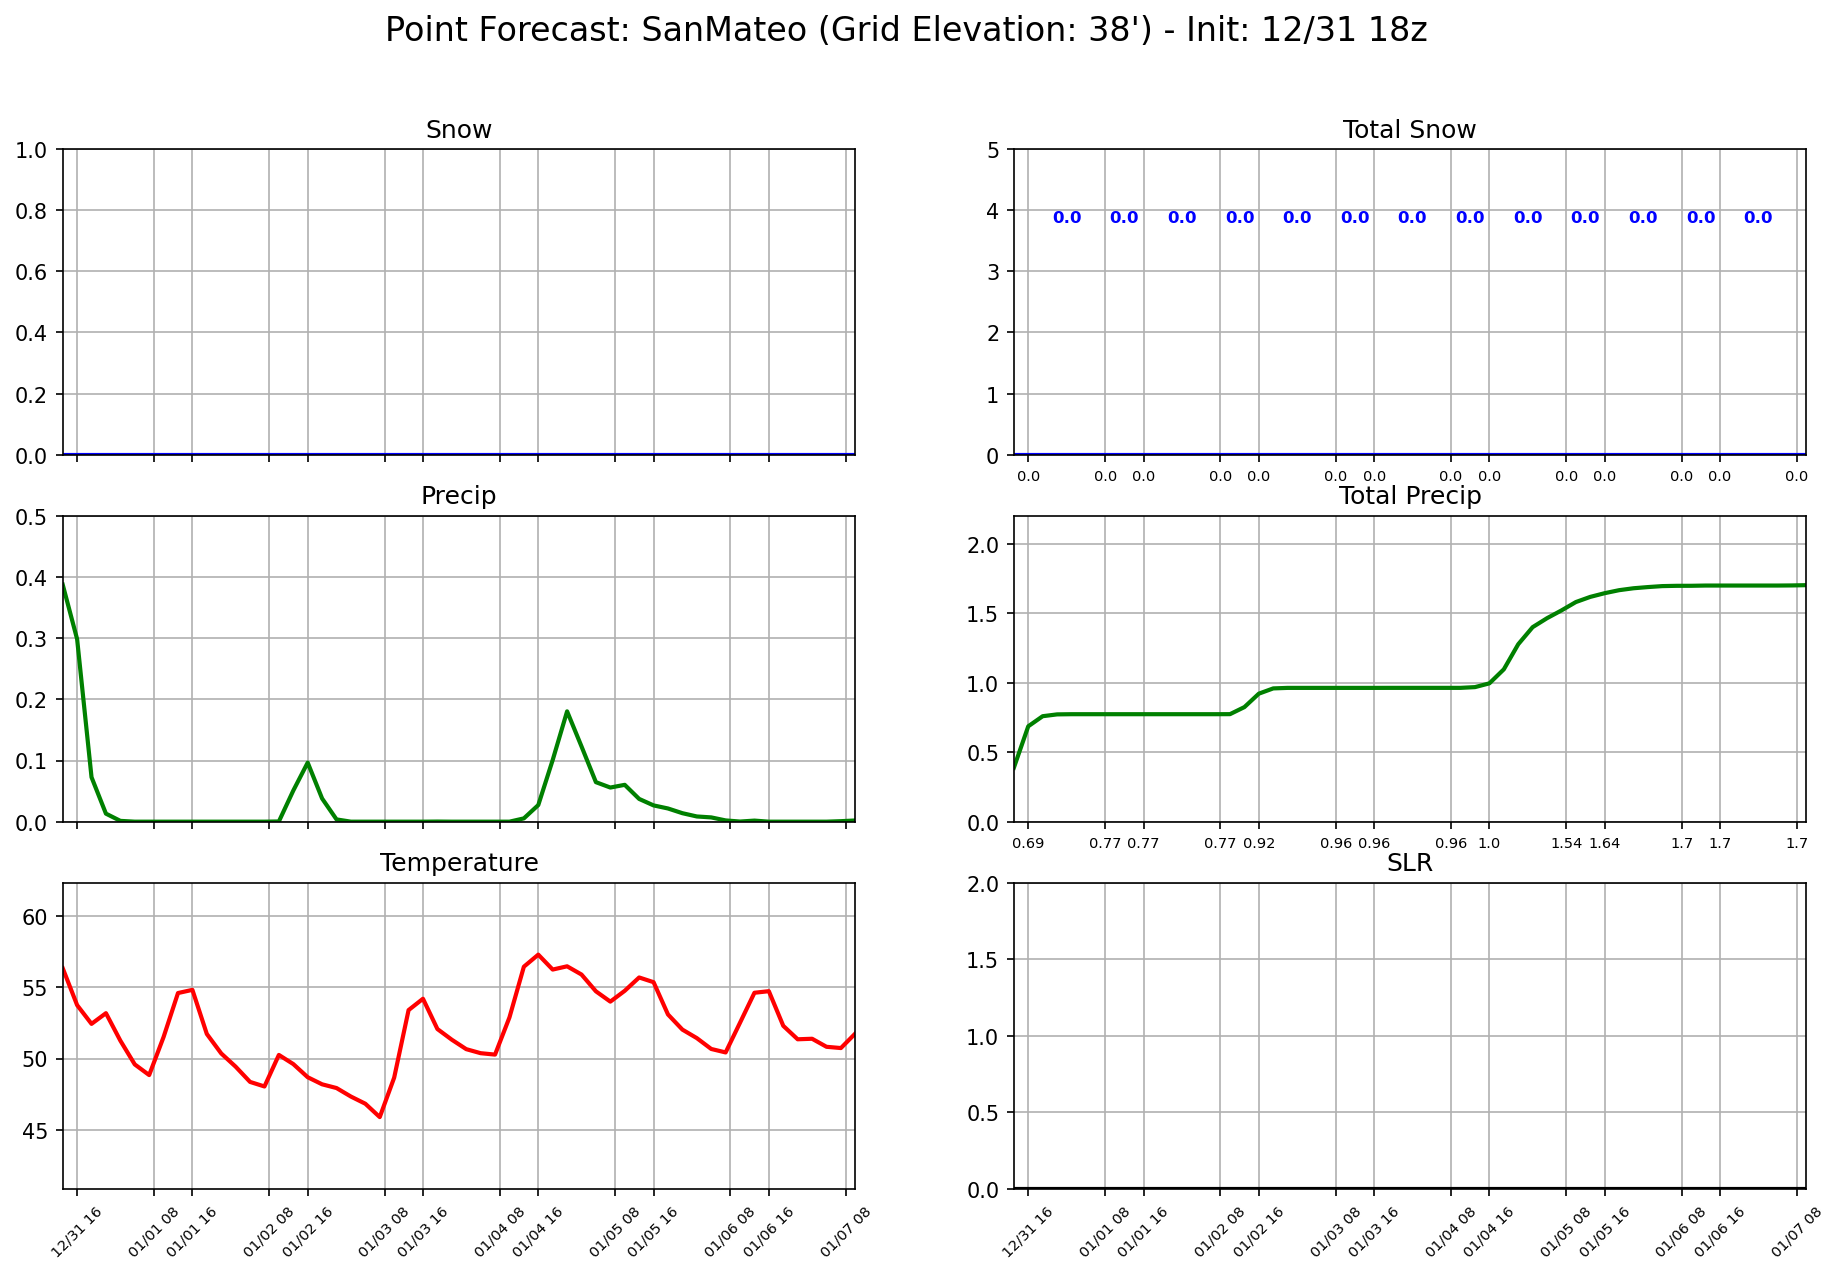 Point Forecast: SanMateo (Grid Elevation: 38') - Init: 12/31 18z
Snow
1.0
0.8
0.6
0.4
0.2
0.0
Total Snow
5
4
3
2
1
0
0.0 0.0 0.0 0.0 0.0 0.0 0.0 0.0 0.0 0.0 0.0 0.0 0.0
0.0 0.0 0.0 0.0 0.0 0.0 0.0 0.0 0.0 0.0 0.0 0.0 0.0 0.0
Precip
0.5
0.4
0.3
0.2
0.1
0.0
Total Precip
2.0
1.5
1.0
0.5
0.0
0.69 0.77 0.77 0.77 0.92 0.96 0.96 0.96 1.0 1.54 1.64 1.7 1.7 1.7
Temperature
60
55
50
45
12/31 16 01/01 08 01/01 16 01/02 08 01/02 16 01/03 08 01/03 16 01/04 08 01/04 16 01/05 08 01/05 16 01/06 08 01/06 16 01/07 08
SLR
2.0
1.5
1.0
0.5
0.0
12/31 16 01/01 08 01/01 16 01/02 08 01/02 16 01/03 08 01/03 16 01/04 08 01/04 16 01/05 08 01/05 16 01/06 08 01/06 16 01/07 08